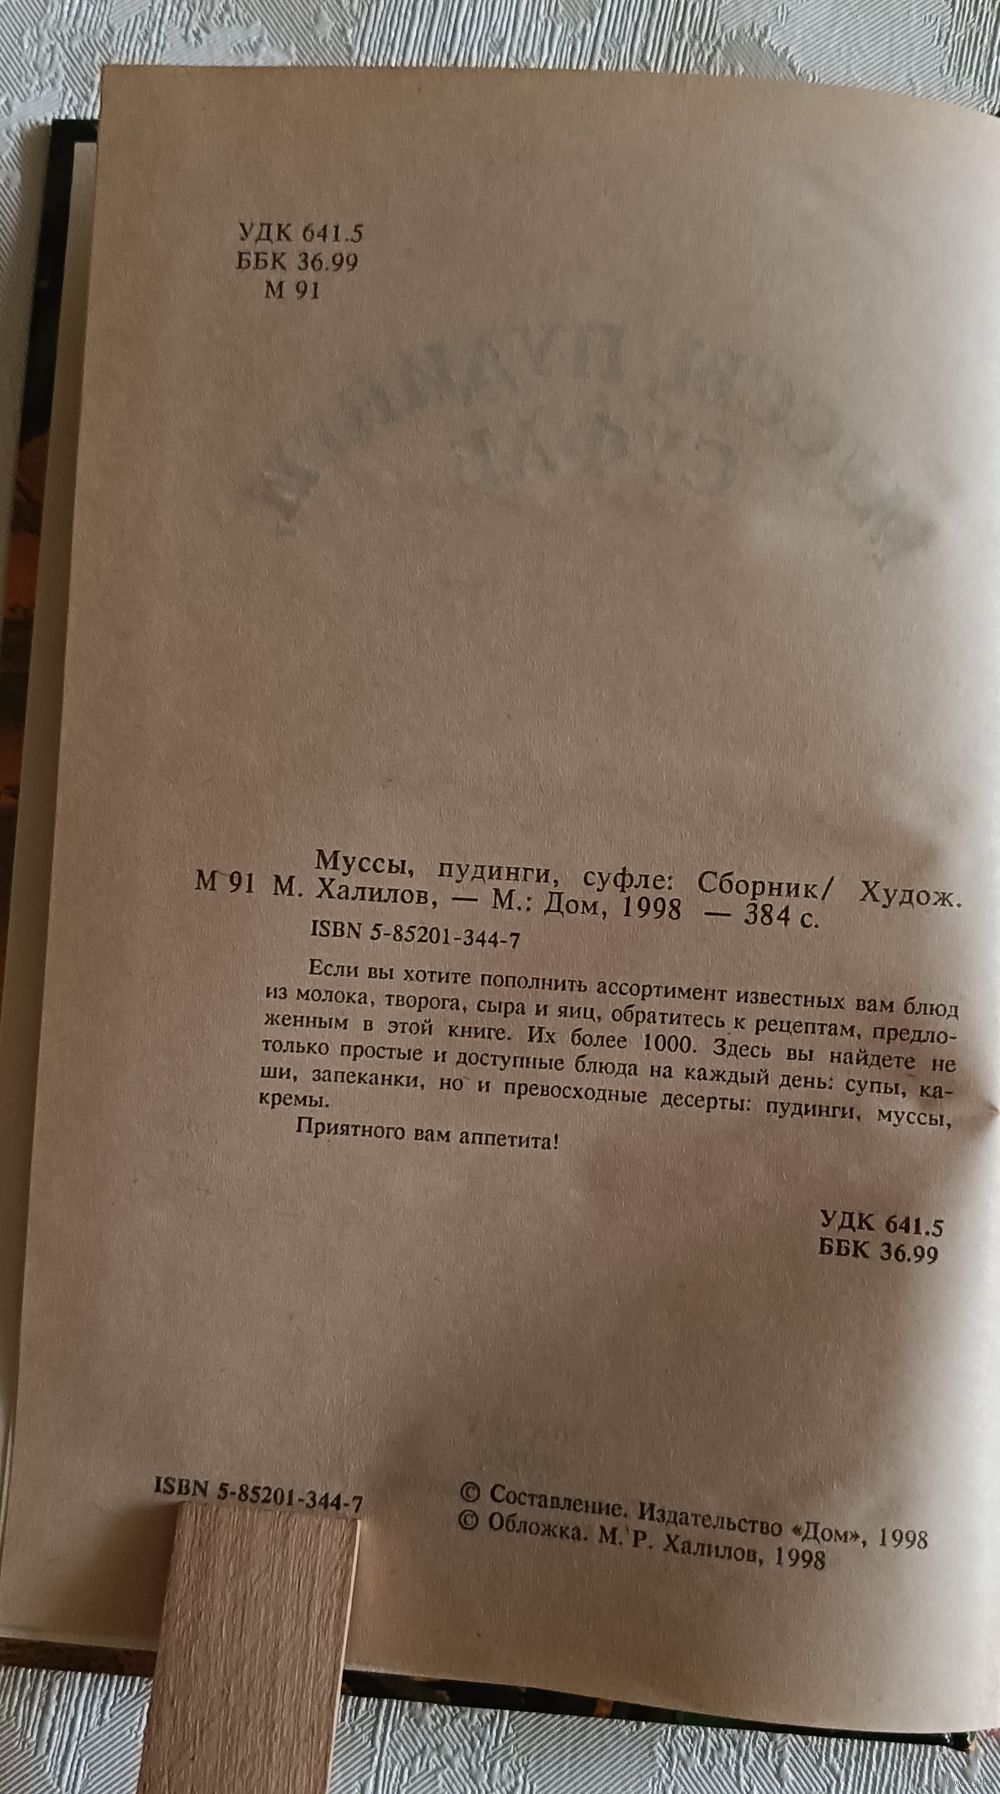 УДК 641.5
ББК 36.99
М 91
Муссы, пудинги, суфле: Сборник/ Худож.
М 91 М. Халилов, — М.: Дом, 1998 — 384 с.
ISBN 5-85201-344-7
Если вы хотите пополнить ассортимент известных вам блюд
из молока, творога, сыра и яиц, обратитесь к рецептам, предло-
женным в этой книге. Их более 1000. Здесь вы найдете не
только простые и доступные блюда на каждый день: супы, ка-
ши, запеканки, но и превосходные десерты: пудинги, муссы,
кремы.
Приятного вам аппетита!
УДК 641.5
ББК 36.99
ISBN 5-85201-344-7
© Составление. Издательство «Дом», 1998
© Обложка. М. Р. Халилов, 1998